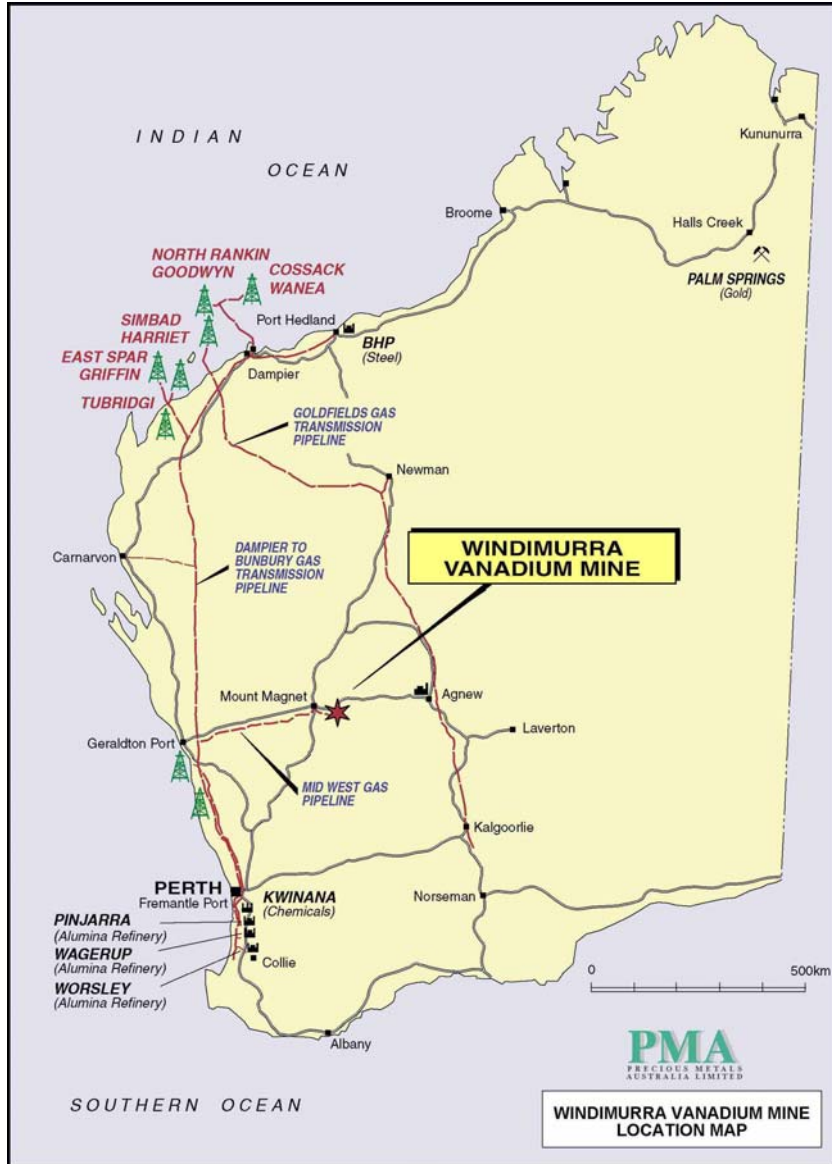 INDIAN
OCEAN
Kununurra
Broome
Halls Creek
PALM SPRINGS
(Gold)
NORTH RANKIN
GOODWYN
COSSACK
WANEA
SIMBAD
HARRIET
Port Hedland
BHP
(Steel)
EAST SPAR
GRIFFIN
Dampier
TUBRIDGI
GOLDFIELDS GAS
TRANSMISSION
PIPELINE
Newman
WINDIMURRA
VANADIUM MINE
Carnarvon
DAMPIER TO
BUNBURY GAS
TRANSMISSION
PIPELINE
Mount Magnet
Agnew
Laverton
Geraldton Port
MID WEST GAS
PIPELINE
Kalgoorlie
PERTH
Fremantle Port
KWINANA
(Chemicals)
Norseman
PINJARRA
(Alumina Refinery)
WAGERUP
(Alumina Refinery)
Collie
WORSLEY
(Alumina Refinery)
0 500km
Albany
PMA
PRECIOUS METALS
AUSTRALIA LIMITED
SOUTHERN OCEAN
WINDIMURRA VANADIUM MINE
LOCATION MAP